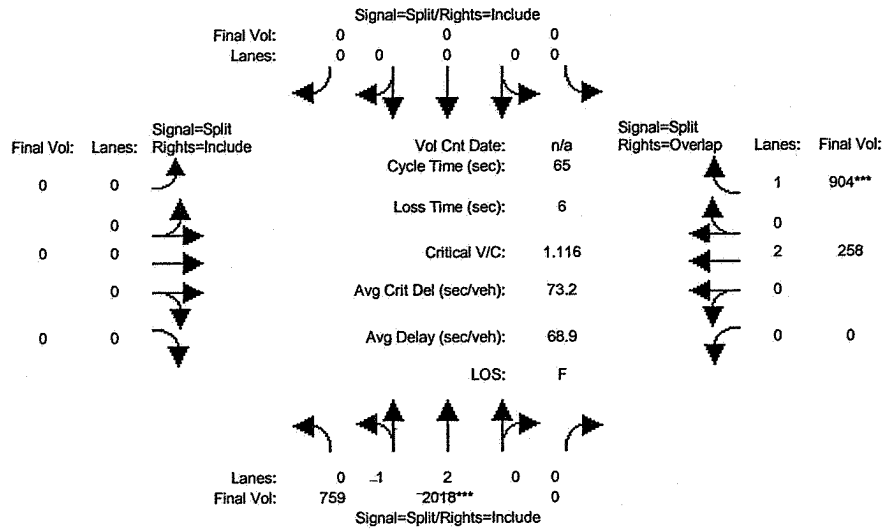 Signal=Split/Rights=Include
Final Vol: 0 0 0
Lanes: 0 0 0 0 0
Signal=Split
Rights=Include
Final Vol: Lanes:
0 0
0
0 0
0
0 0
Vol Cnt Date: n/a
Cycle Time (sec): 65
Loss Time (sec): 6
Critical V/C: 1.116
Avg Crit Del (sec/veh): 73.2
Avg Delay (sec/veh): 68.9
LOS: F
Signal=Split
Rights=Overlap
Lanes: Final Vol:
1 904***
0
2 258
0
0 0
Lanes: 0 1 2 0 0
Final Vol: 759 2018*** 0
Signal=Split/Rights=Include